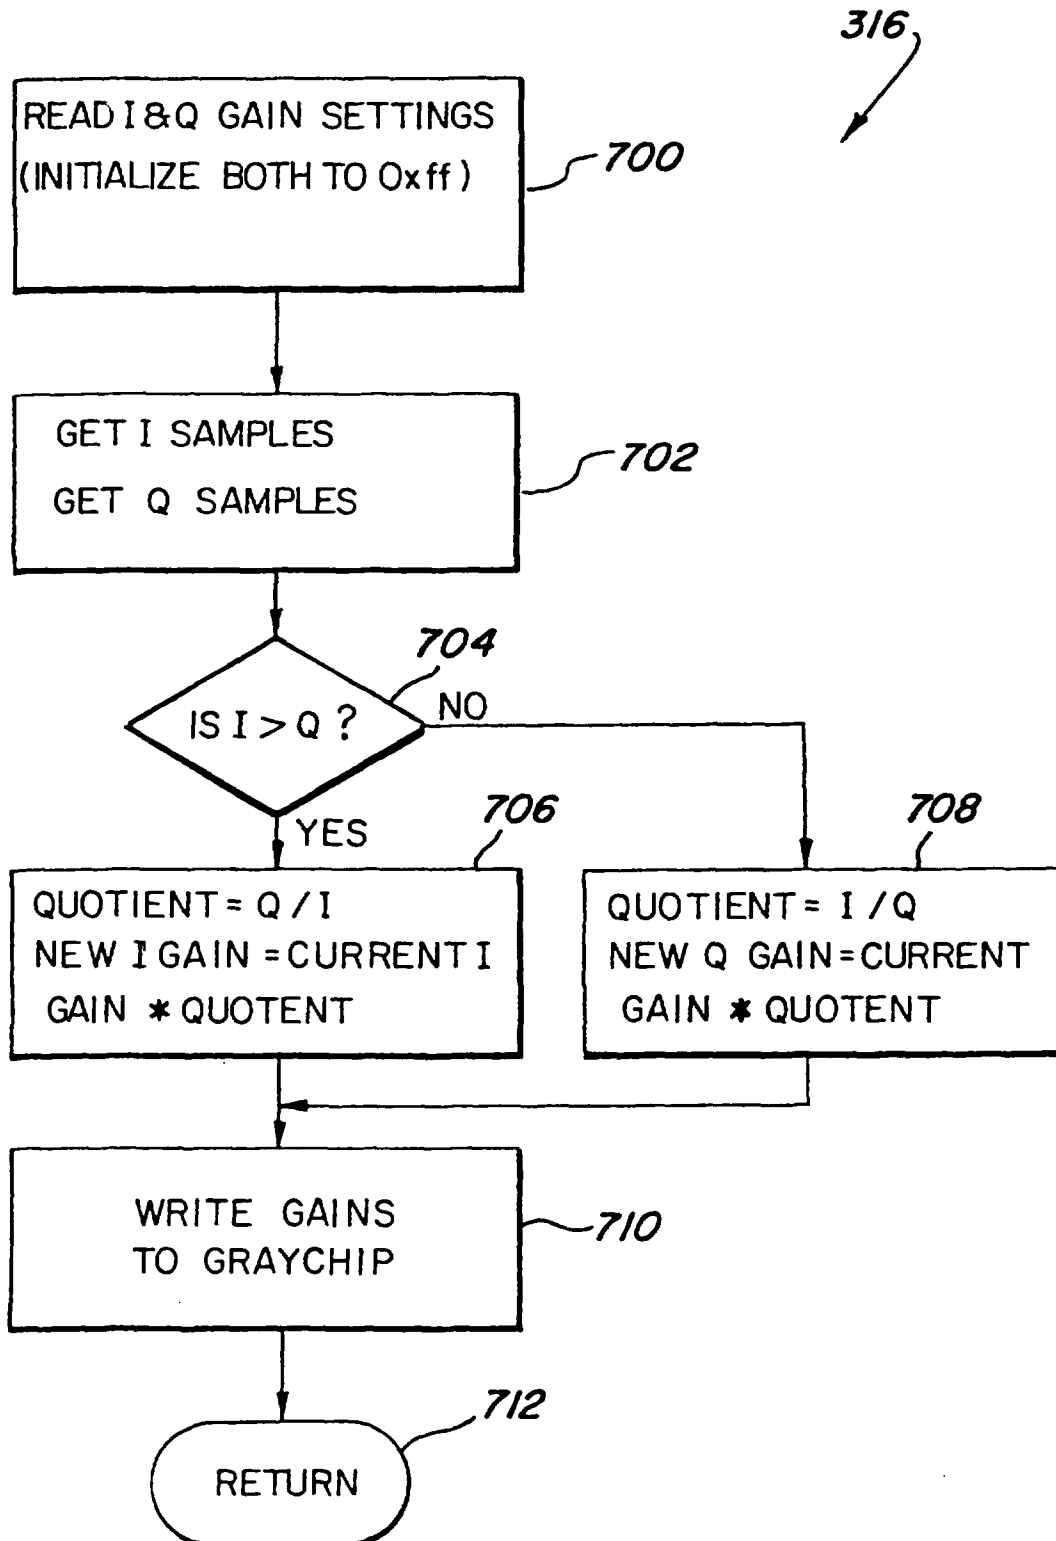 316
READ I & Q GAIN SETTINGS
(INITIALIZE BOTH TO 0xff)
700
GET I SAMPLES
GET Q SAMPLES
702
704
IS I > Q ?
NO
YES
706
QUOTIENT = Q / I
NEW I GAIN = CURRENT I
GAIN * QUOTENT
708
QUOTIENT = I / Q
NEW Q GAIN = CURRENT
GAIN * QUOTENT
WRITE GAINS
TO GRAYCHIP
710
712
RETURN